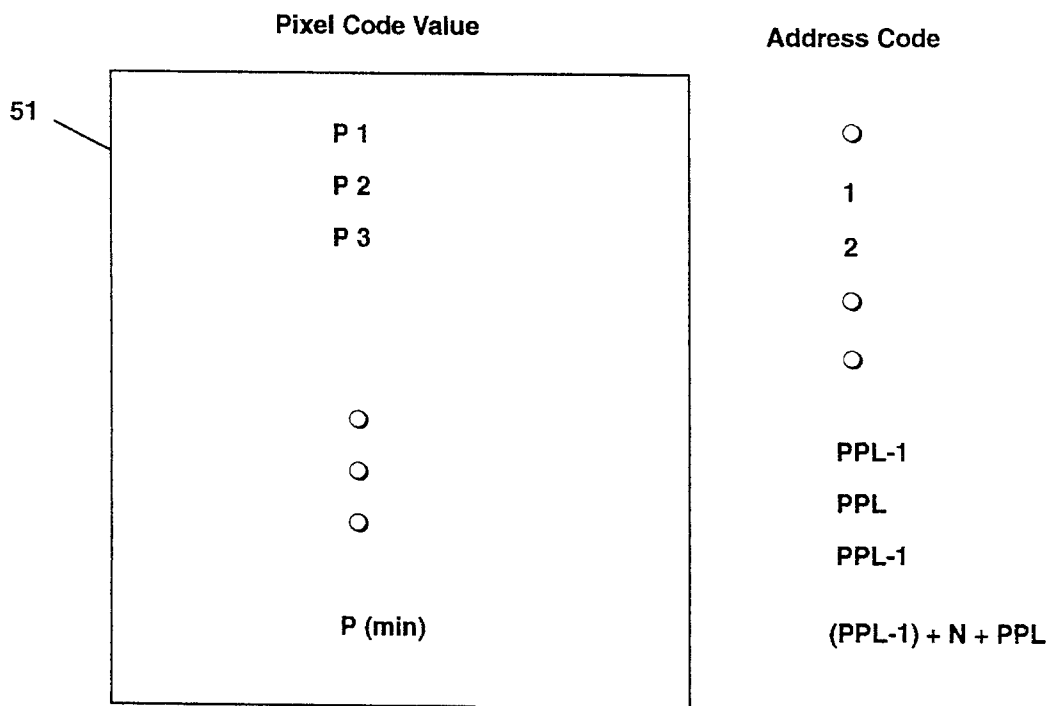 Pixel Code Value
Address Code
51
P 1
○
P 2
1
P 3
2
○
○
○
PPL-1
○
PPL
○
PPL-1
P (min)
(PPL-1) + N + PPL